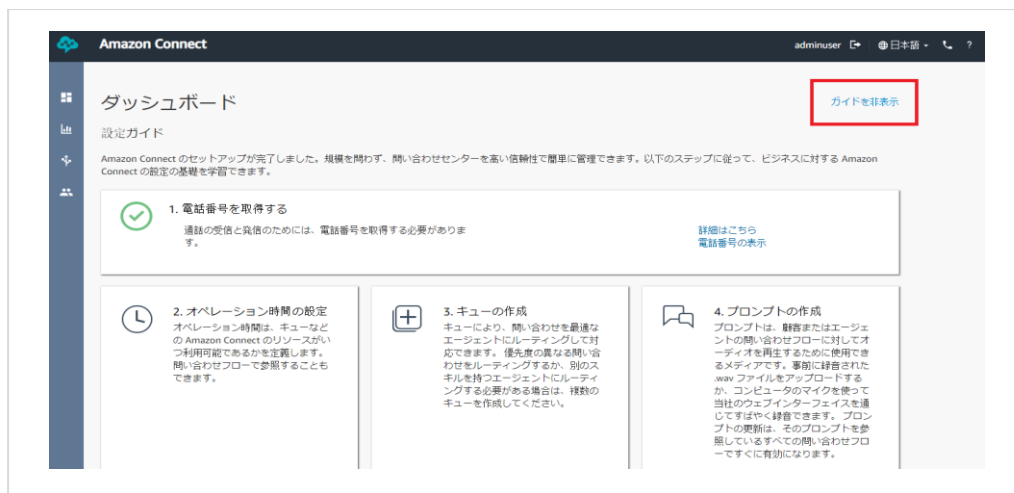 Amazon Connect
adminuser
日本語
?
ダッシュボード
ガイドを非表示
設定ガイド
Amazon Connect のセットアップが完了しました。規模を問わず、問い合わせセンターを高い信頼性で簡単に管理できます。以下のステップに従って、ビジネスに対する Amazon
Connect の設定の基礎を学習できます。
1. 電話番号を取得する
通話の受信と発信のためには、電話番号を取得する必要がありま
す。
詳細はこちら
電話番号の表示
2. オペレーション時間の設定
オペレーション時間は、キューなど
の Amazon Connect のリソースがい
つ利用可能であるかを定義します。
問い合わせフローで参照することも
できます。
3. キューの作成
キューにより、問い合わせを最適な
エージェントにルーティングして対
応できます。 優先度の異なる問い合
わせをルーティングするか、別のス
キルを持つエージェントにルーティ
ングする必要がある場合は、複数の
キューを作成してください。
4. プロンプトの作成
プロンプトは、顧客またはエージェ
ントの問い合わせフローに対してオ
ーディオを再生するために使用でき
るメディアです。事前に録音された
.wav ファイルをアップロードする
か、コンピュータのマイクを使って
当社のウェブインターフェイスを通
じてすばやく録音できます。 プロン
プトの更新は、そのプロンプトを参
照しているすべての問い合わせフロ
ーですぐに有効になります。